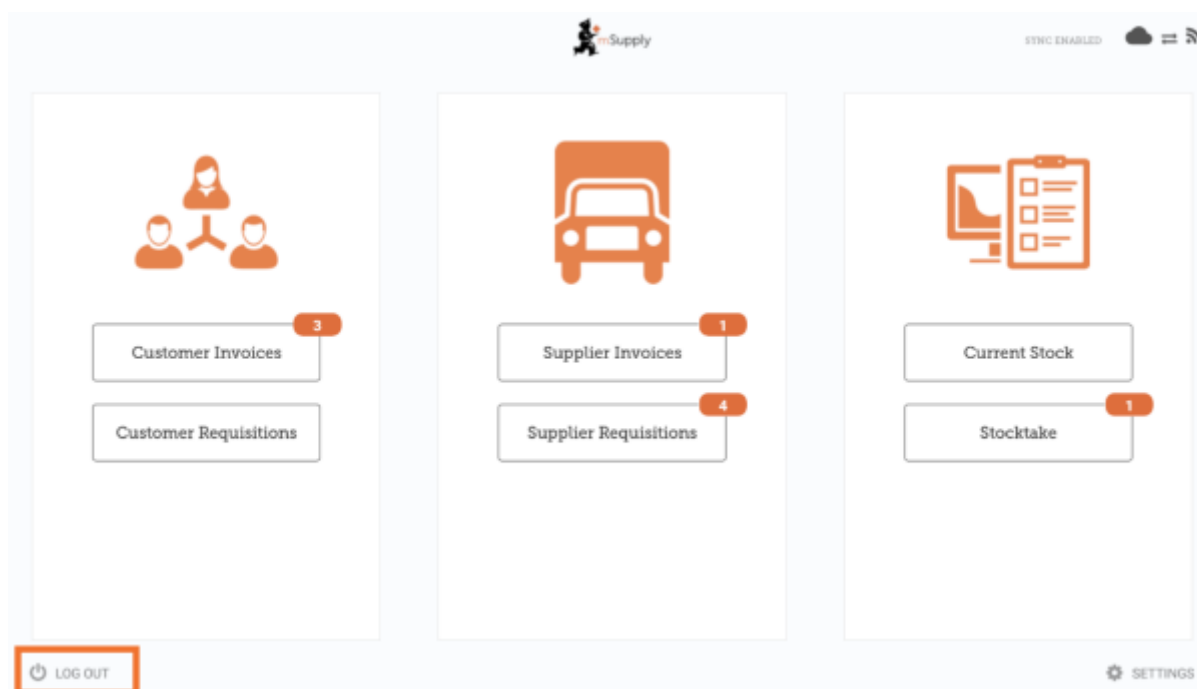 mSupply
SYNC ENABLED
3
Customer Invoices
Customer Requisitions
1
Supplier Invoices
4
Supplier Requisitions
Current Stock
1
Stocktake
LOG OUT
SETTINGS